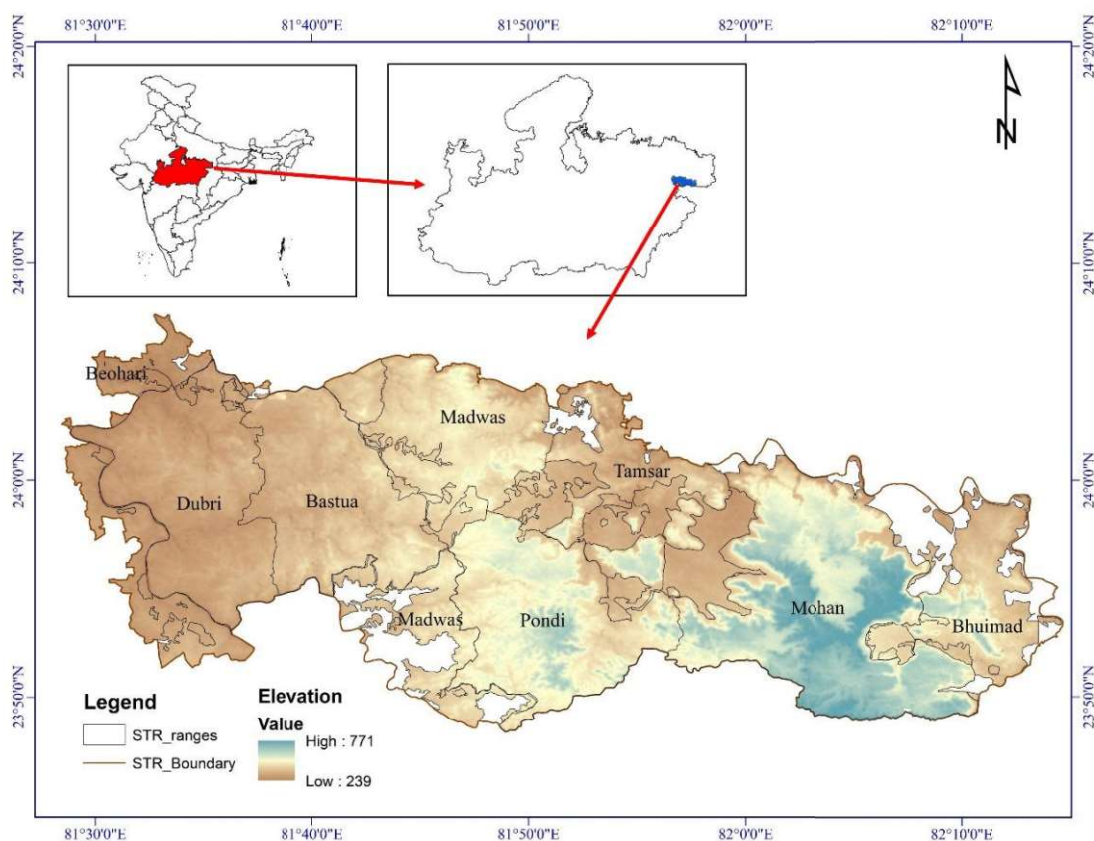 81°30'0"E 81°40'0"E 81°50'0"E 82°0'0"E 82°10'0"E
24°20'0"N
24°20'0"N
N
24°10'0"N
24°10'0"N
Beohari
Madwas
Tamsar
24°0'0"N
24°0'0"N
Dubri
Bastua
Mohan
Madwas
Pondi
Bhuimad
23°50'0"N
23°50'0"N
Legend
STR_ranges
STR_Boundary
Elevation
Value
High : 771
Low : 239
81°30'0"E 81°40'0"E 81°50'0"E 82°0'0"E 82°10'0"E